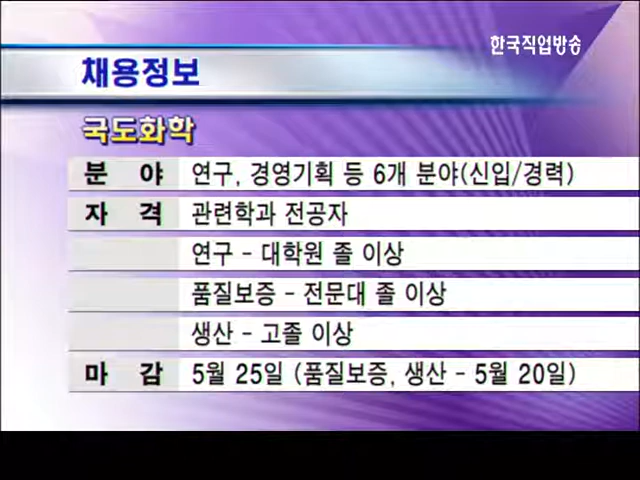 한국직업방송
채용정보
국도화학
분 야 연구, 경영기획 등 6개 분야(신입/경력)
자 격 관련학과 전공자
연구 - 대학원 졸 이상
품질보증 - 전문대 졸 이상
생산 - 고졸 이상
마 감 5월 25일 (품질보증, 생산 - 5월 20일)